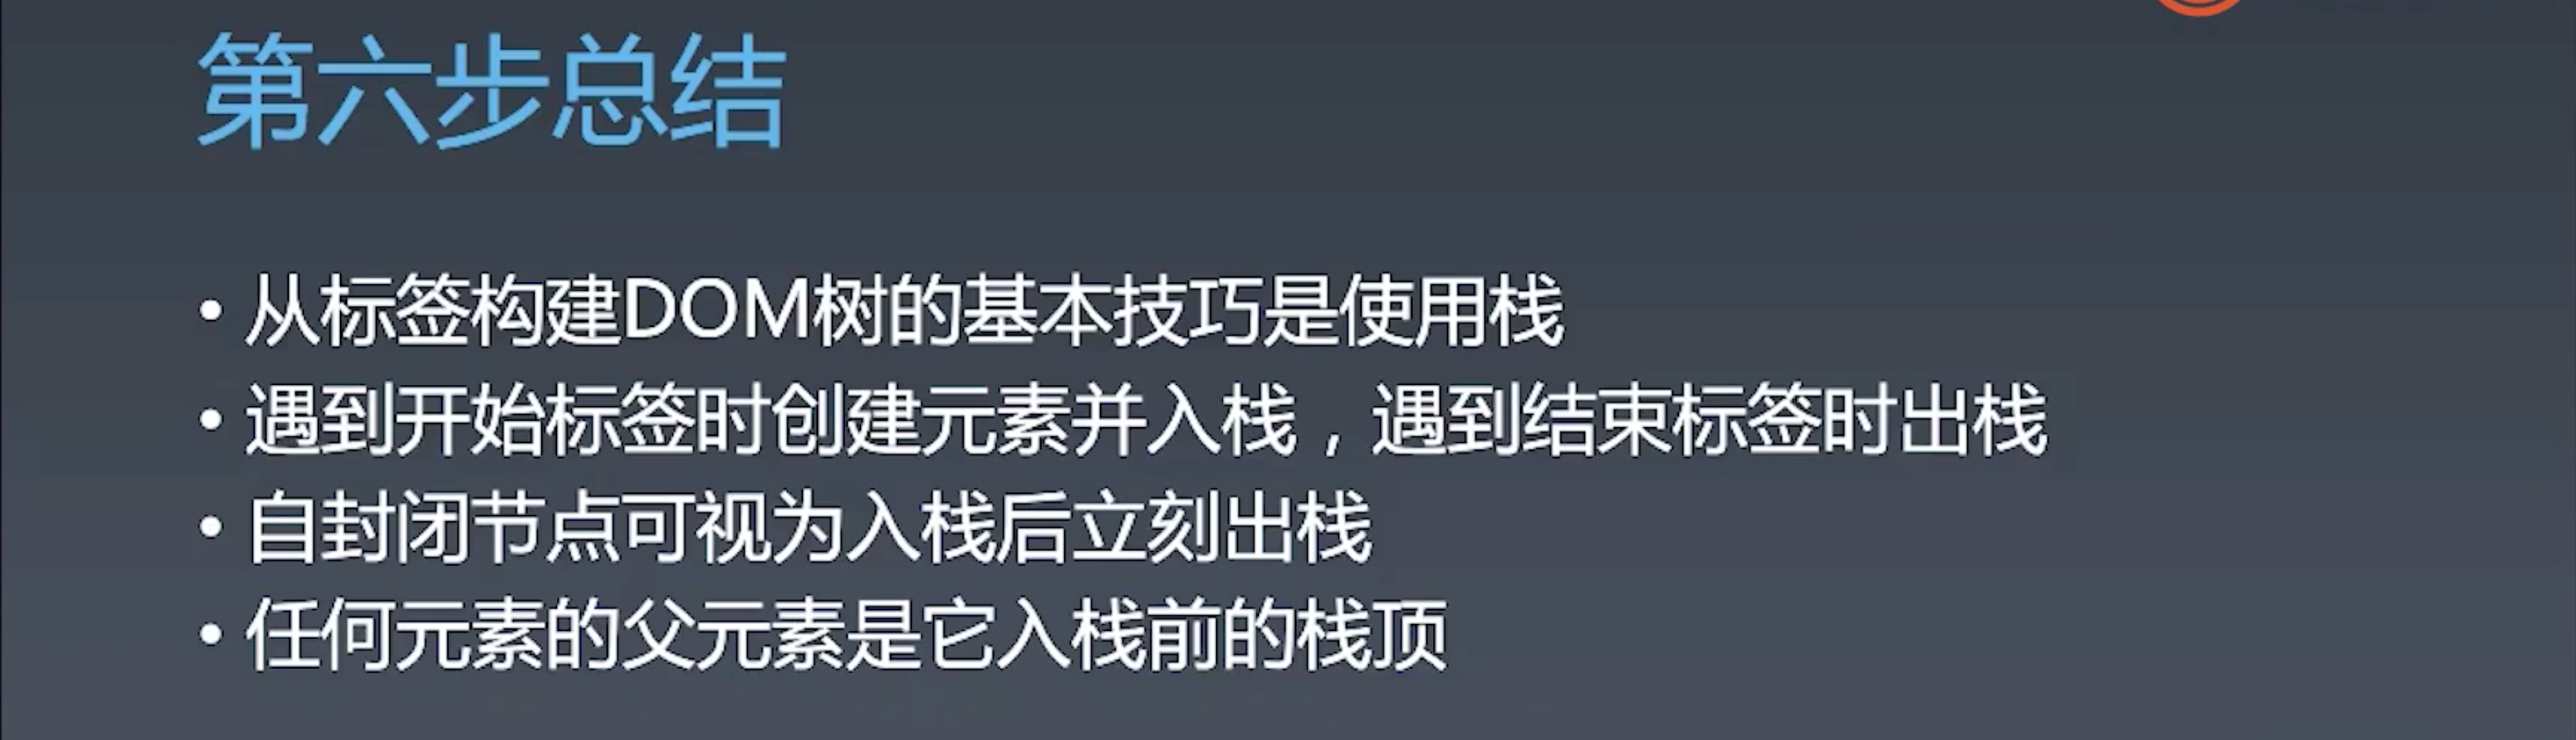 第六步总结
• 从标签构建DOM树的基本技巧是使用栈
• 遇到开始标签时创建元素并入栈，遇到结束标签时出栈
• 自封闭节点可视为入栈后立刻出栈
• 任何元素的父元素是它入栈前的栈顶